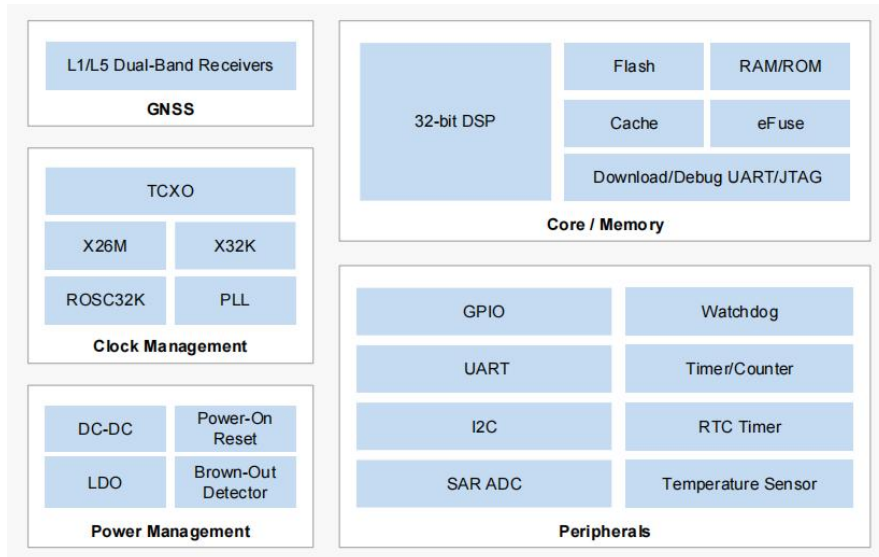 L1/L5 Dual-Band Receivers
GNSS
TCXO
X26M
X32K
ROSC32K
PLL
Clock Management
DC-DC
Power-On
Reset
LDO
Brown-Out
Detector
Power Management
32-bit DSP
Flash
RAM/ROM
Cache
eFuse
Download/Debug UART/JTAG
Core / Memory
GPIO
Watchdog
UART
Timer/Counter
I2C
RTC Timer
SAR ADC
Temperature Sensor
Peripherals